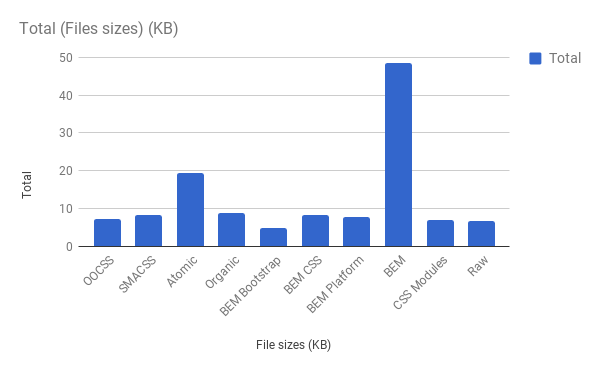 Total (Files sizes) (KB)
Total
50
40
30
20
10
0
Total
OOCSS
SMACSS
Atomic
Organic
BEM Bootstrap
BEM CSS
BEM Platform
BEM
CSS Modules
Raw
File sizes (KB)